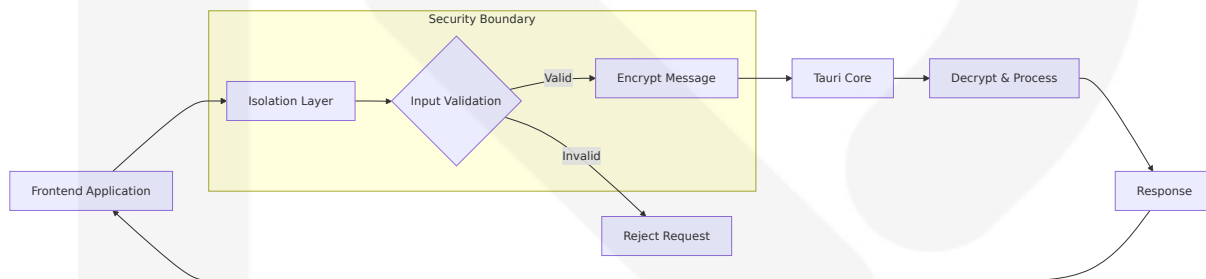 Security Boundary
Isolation Layer
Input Validation
Valid
Encrypt Message
Tauri Core
Decrypt & Process
Invalid
Frontend Application
Response
Reject Request